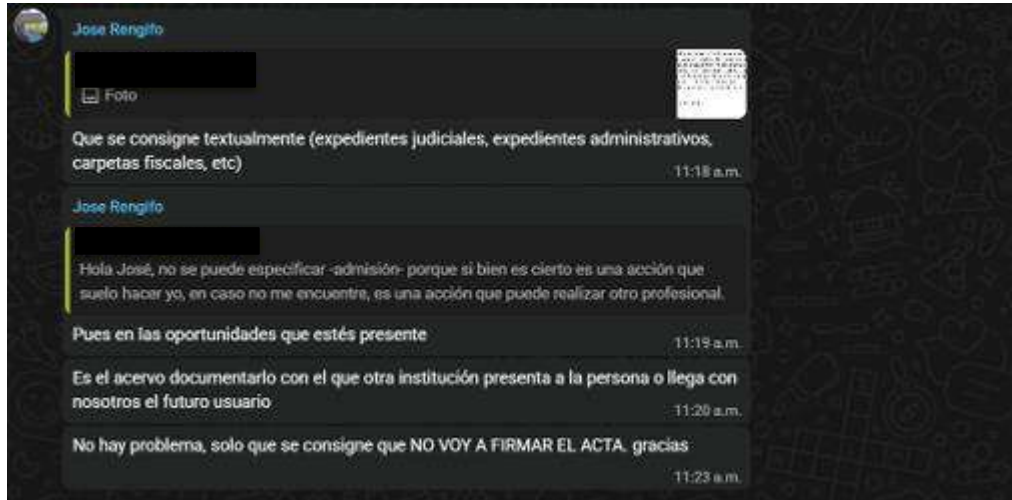 Jose Rengifo
Foto
Que se consigne textualmente (expedientes judiciales, expedientes administrativos,
carpetas fiscales, etc)
11:18 a.m.
Jose Rengifo
Hola José, no se puede especificar -admisión- porque si bien es cierto es una acción que
suelo hacer yo, en caso no me encuentre, es una acción que puede realizar otro profesional.
Pues en las oportunidades que estés presente
11:19 a.m.
Es el acervo documentarlo con el que otra institución presenta a la persona o llega con
nosotros el futuro usuario
11:20 a.m.
No hay problema, solo que se consigne que NO VOY A FIRMAR EL ACTA. gracias
11:23 a.m.